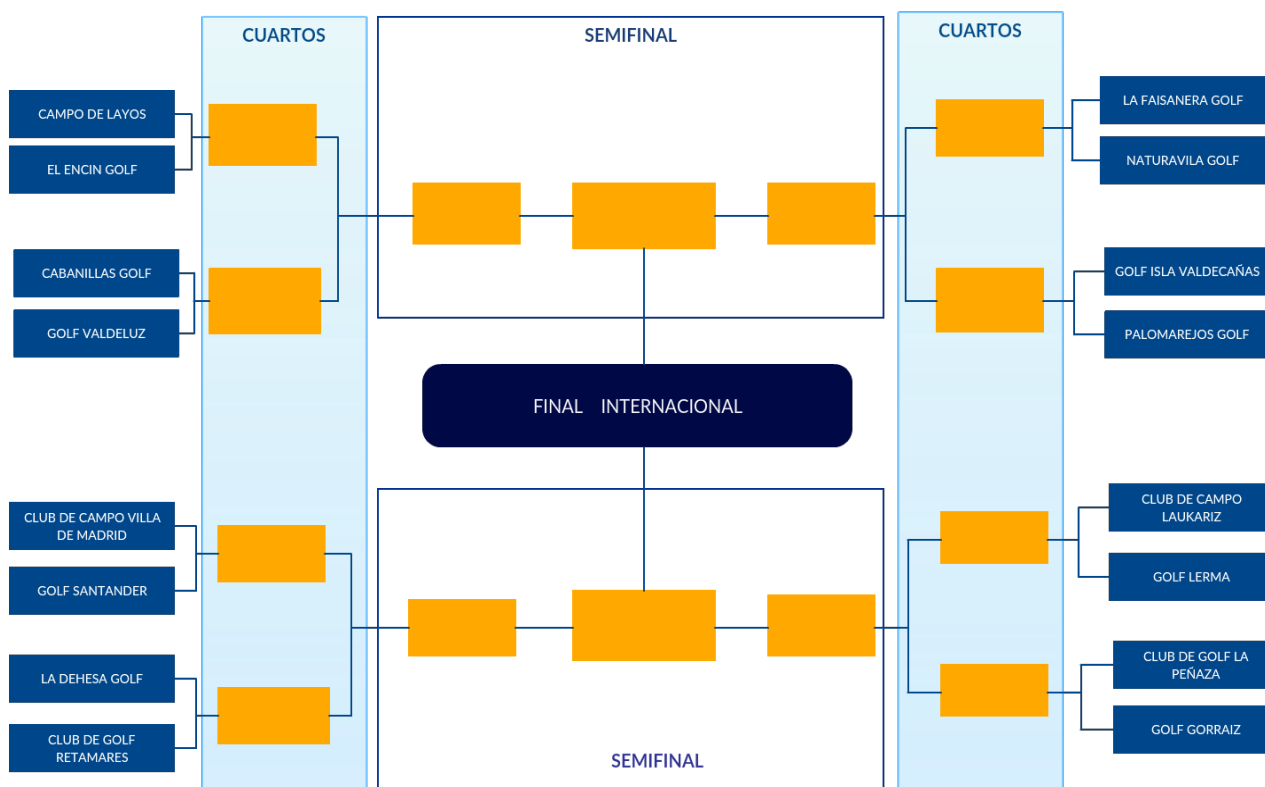 CUARTOS
SEMIFINAL
CUARTOS
CAMPO DE LAYOS
EL ENCIN GOLF
CABANILLAS GOLF
GOLF VALDELUZ
LA FAISANERA GOLF
NATURAVILA GOLF
GOLF ISLA VALDECAÑAS
PALOMAREJOS GOLF
FINAL INTERNACIONAL
CLUB DE CAMPO VILLA
DE MADRID
GOLF SANTANDER
LA DEHESA GOLF
CLUB DE GOLF
RETAMARES
CLUB DE CAMPO
LAUKARIZ
GOLF LERMA
CLUB DE GOLF LA
PEÑAZA
GOLF GORRAIZ
SEMIFINAL